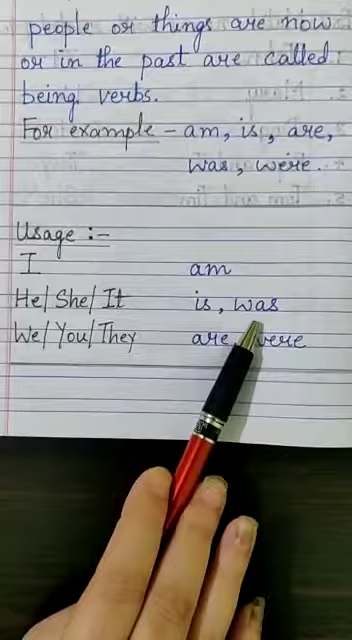 people or things are now
or in the past are called
being verbs.
For example - am, is, are,
was, were.
Usage :-
I am
He/ She/ It is, was
We/ You/ They are, were